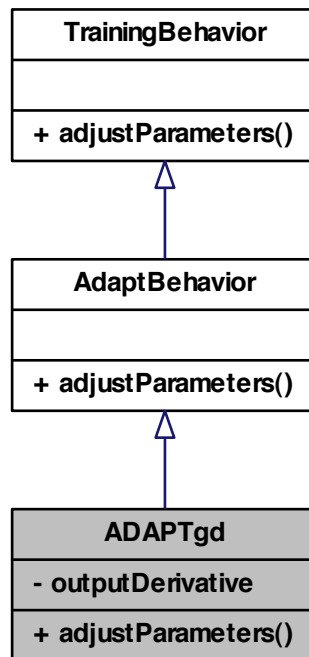 TrainingBehavior
+ adjustParameters()
AdaptBehavior
+ adjustParameters()
ADAPTgd
- outputDerivative
+ adjustParameters()